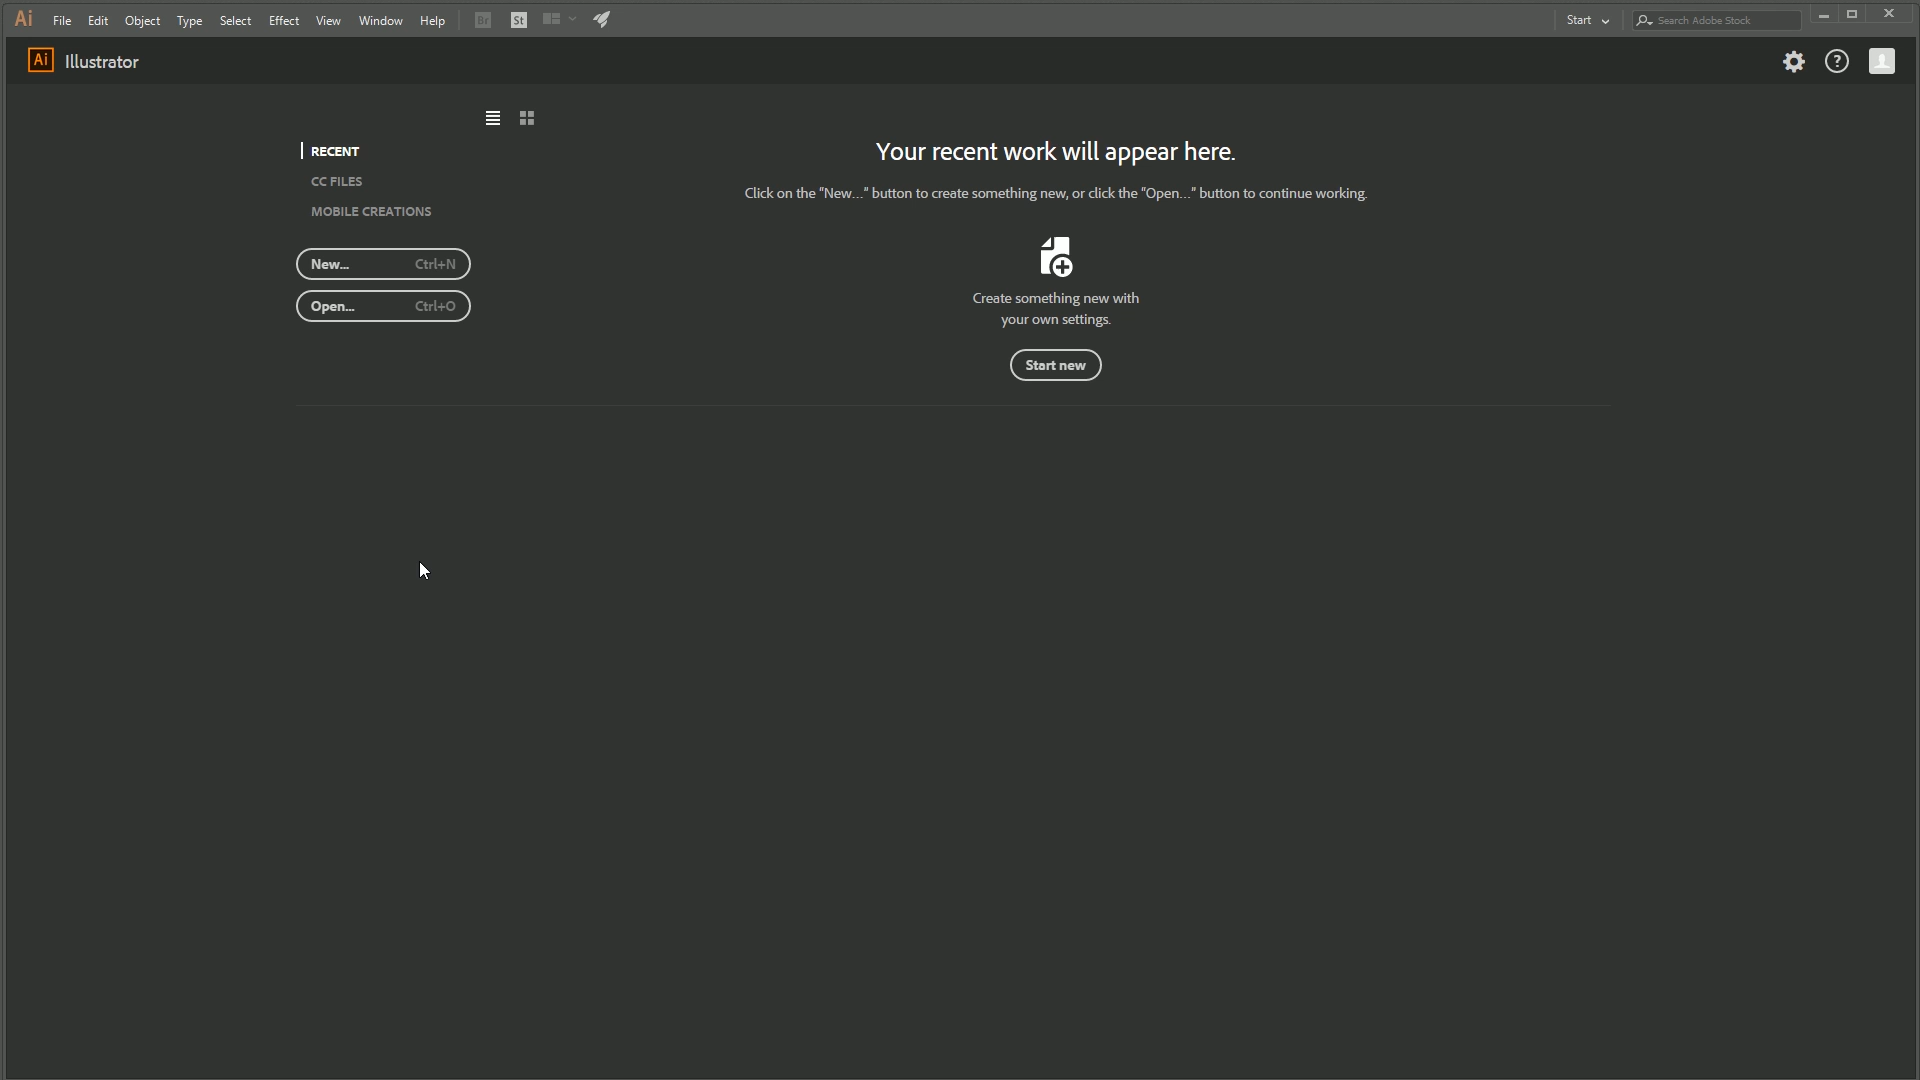 Ai File Edit Object Type Select Effect View Window Help Br St Start Search Adobe Stock
Ai Illustrator
RECENT
CC FILES
MOBILE CREATIONS
New... Ctrl+N
Open... Ctrl+O
Your recent work will appear here.
Click on the "New..." button to create something new, or click the "Open..." button to continue working.
Create something new with
your own settings.
Start new